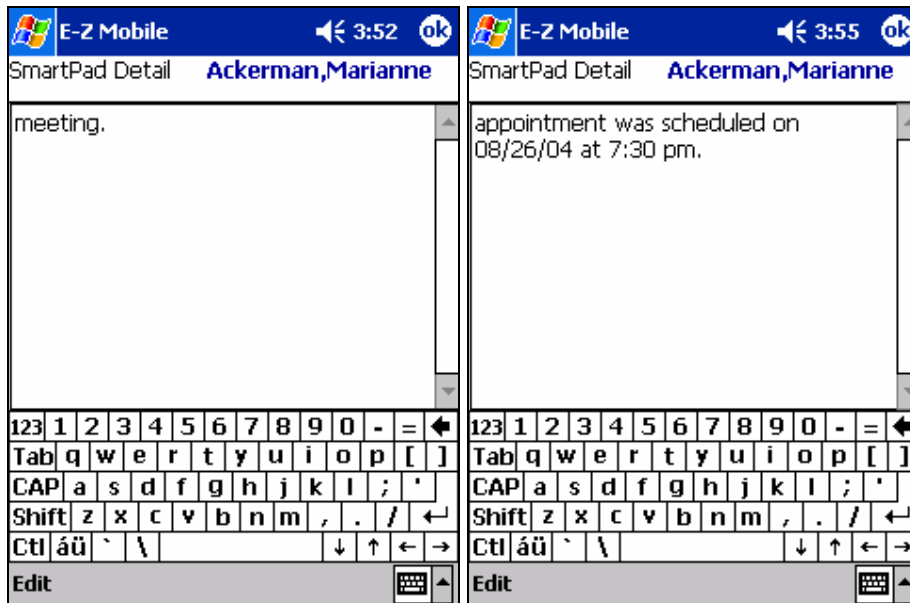 E-Z Mobile 3:52 ok
SmartPad Detail Ackerman,Marianne
meeting.
123 1 2 3 4 5 6 7 8 9 0 - = 🡸
Tab q w e r t y u i o p [ ]
CAP a s d f g h j k l ; '
Shift z x c v b n m , . / ↵
Ctl áü ` \ ↓ ↑ ← →
Edit
E-Z Mobile 3:55 ok
SmartPad Detail Ackerman,Marianne
appointment was scheduled on
08/26/04 at 7:30 pm.
123 1 2 3 4 5 6 7 8 9 0 - = 🡸
Tab q w e r t y u i o p [ ]
CAP a s d f g h j k l ; '
Shift z x c v b n m , . / ↵
Ctl áü ` \ ↓ ↑ ← →
Edit